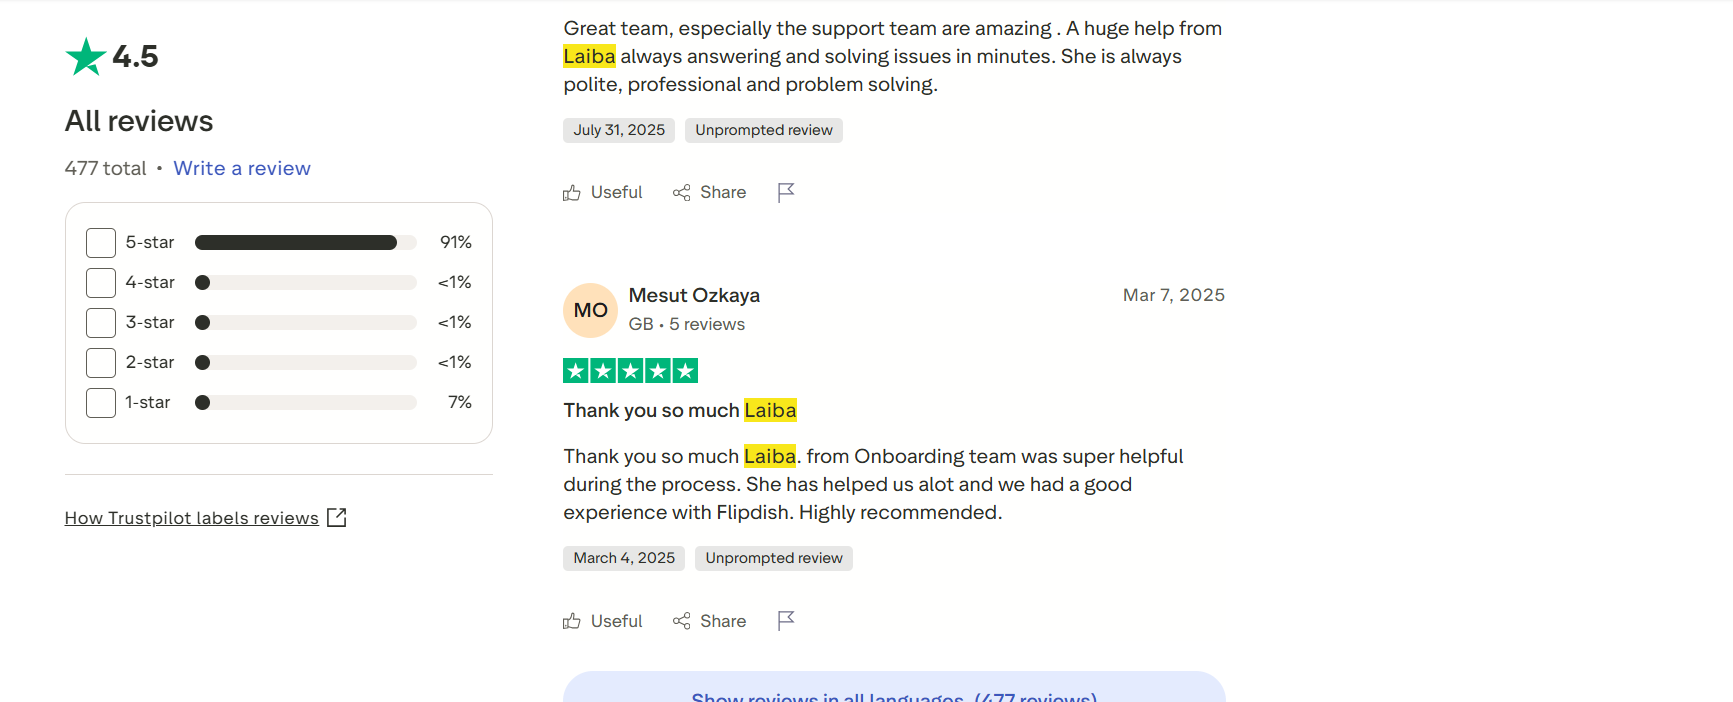 4.5
All reviews
477 total • Write a review
5-star 91%
4-star <1%
3-star <1%
2-star <1%
1-star 7%
How Trustpilot labels reviews
Great team, especially the support team are amazing . A huge help from
Laiba always answering and solving issues in minutes. She is always
polite, professional and problem solving.
July 31, 2025 Unprompted review
Useful Share
MO
Mesut Ozkaya
Mar 7, 2025
GB • 5 reviews
Thank you so much Laiba
Thank you so much Laiba. from Onboarding team was super helpful
during the process. She has helped us alot and we had a good
experience with Flipdish. Highly recommended.
March 4, 2025 Unprompted review
Useful Share
Show reviews in all languages (477 reviews)